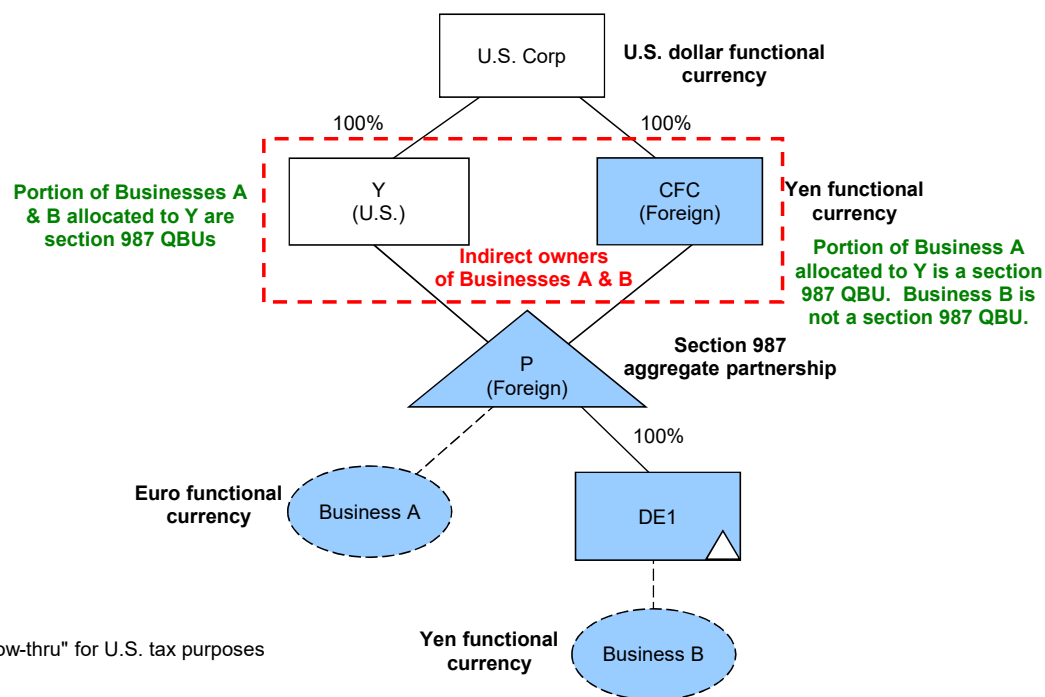 U.S. Corp
U.S. dollar functional
currency
100%
100%
Portion of Businesses A
& B allocated to Y are
section 987 QBUs
Y
(U.S.)
CFC
(Foreign)
Yen functional
currency
Indirect owners
of Businesses A & B
Portion of Business A
allocated to Y is a section
987 QBU. Business B is
not a section 987 QBU.
P
(Foreign)
Section 987
aggregate partnership
100%
Euro functional
currency
Business A
DE1
ow-thru" for U.S. tax purposes
Yen functional
currency
Business B